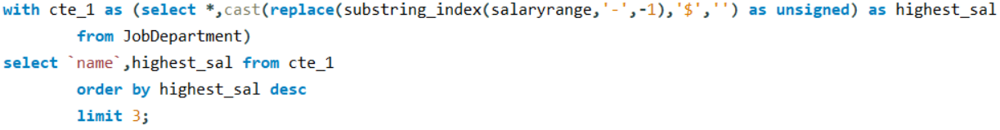 with cte_1 as (select *,cast(replace(substring_index(salaryrange,'-',-1),'$','') as unsigned) as highest_sal
from JobDepartment)
select `name`,highest_sal from cte_1
order by highest_sal desc
limit 3;